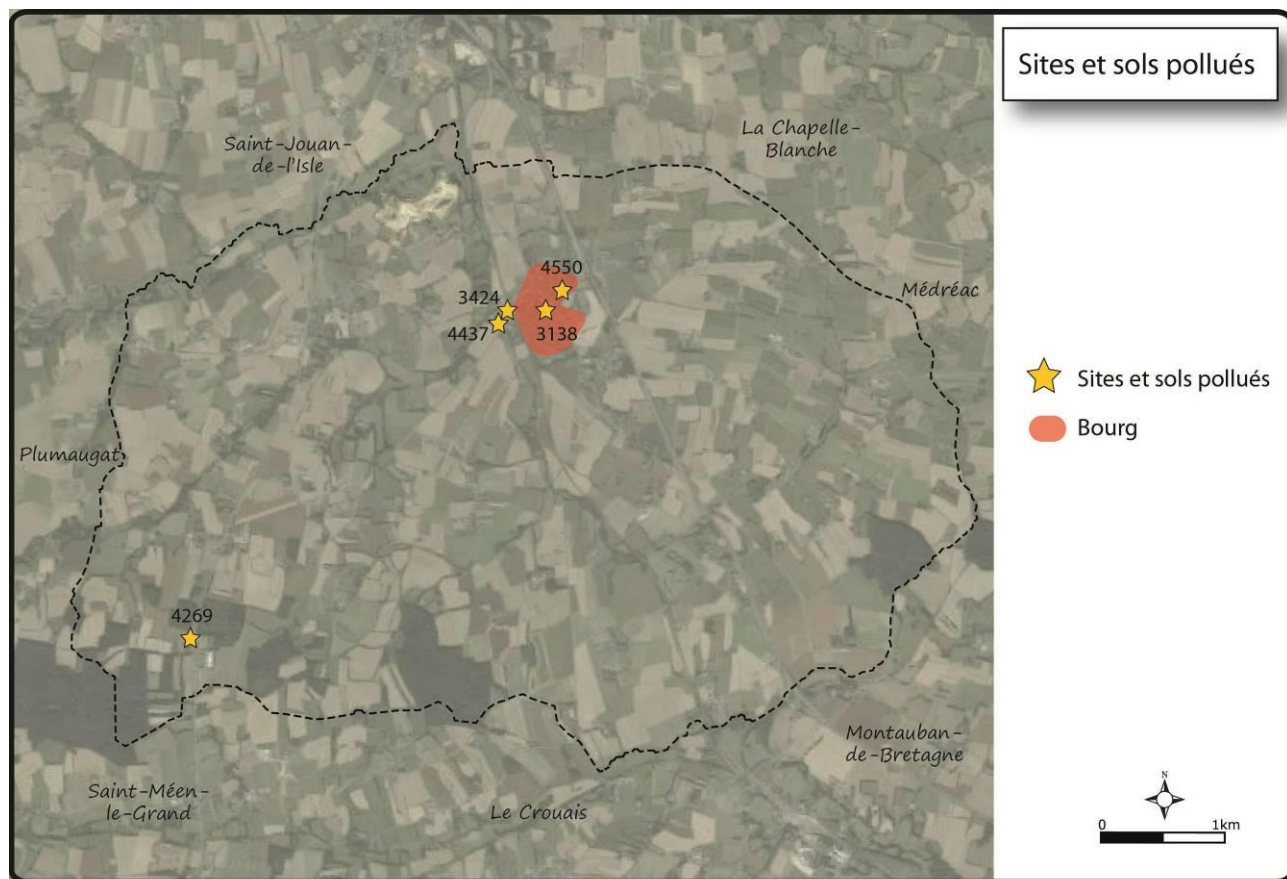 Sites et sols pollués
La Chapelle-
Blanche
Saint-Jouan-
de-l'Isle
4550
Médréac
3424
4437
3138
Sites et sols pollués
Bourg
Plumaugat
4269
Montauban-
de-Bretagne
Saint-Méen-
le-Grand
Le Crouais
N
0 1km